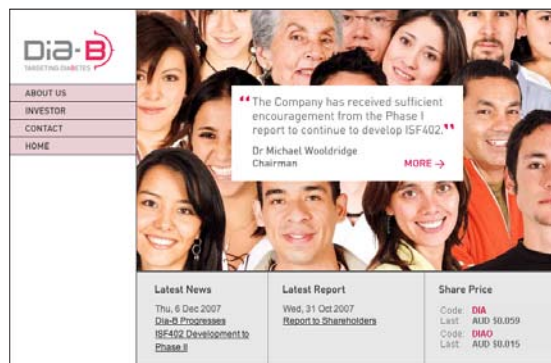 Dia-B
TARGETING DIABETES
ABOUT US
INVESTOR
CONTACT
HOME
“The Company has received sufficient
encouragement from the Phase I
report to continue to develop ISF402.”
Dr Michael Wooldridge
Chairman
MORE →
Latest News
Thu, 6 Dec 2007
Dia-B Progresses
ISF402 Development to
Phase II
Latest Report
Wed, 31 Oct 2007
Report to Shareholders
Share Price
Code: DIA
Last: AUD $0.059
Code: DIAO
Last: AUD $0.015